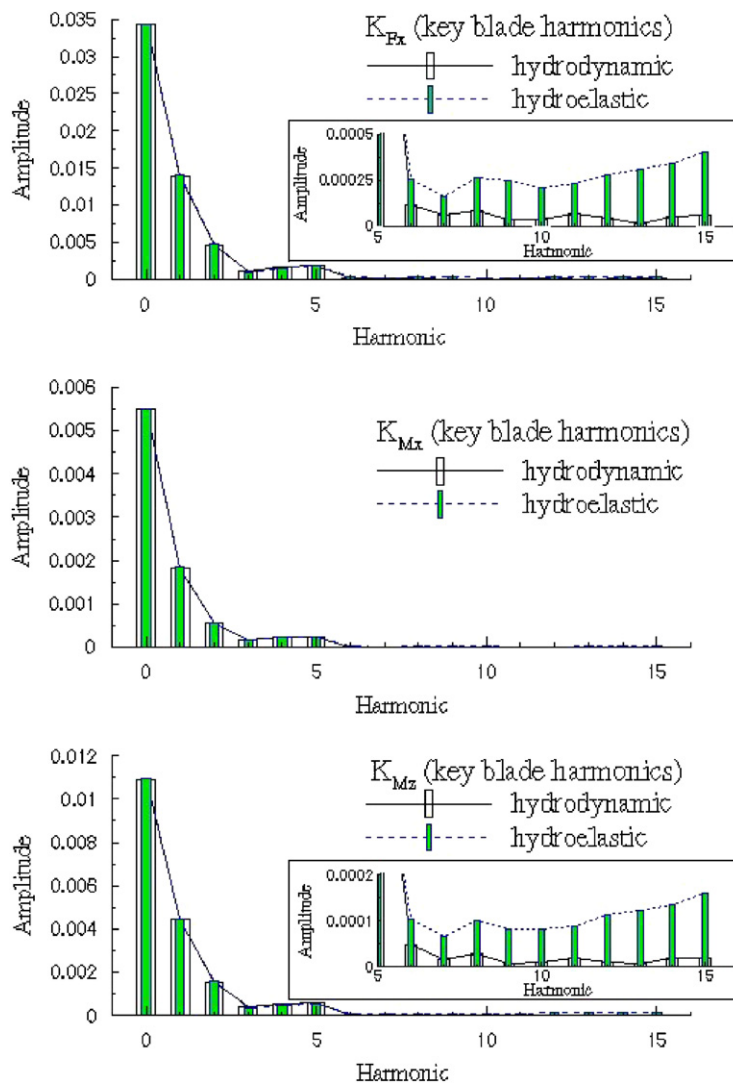 K_Fx (key blade harmonics)
hydrodynamic
hydroelastic
Amplitude
0.035
0.03
0.025
0.02
0.015
0.01
0.005
0
0 5 10 15
Harmonic
Amplitude
0.0005
0.00025
0
5 10 15
Harmonic
K_Mx (key blade harmonics)
hydrodynamic
hydroelastic
Amplitude
0.006
0.005
0.004
0.003
0.002
0.001
0
0 5 10 15
Harmonic
K_Mz (key blade harmonics)
hydrodynamic
hydroelastic
Amplitude
0.012
0.01
0.008
0.006
0.004
0.002
0
0 5 10 15
Harmonic
Amplitude
0.0002
0.0001
0
5 10 15
Harmonic